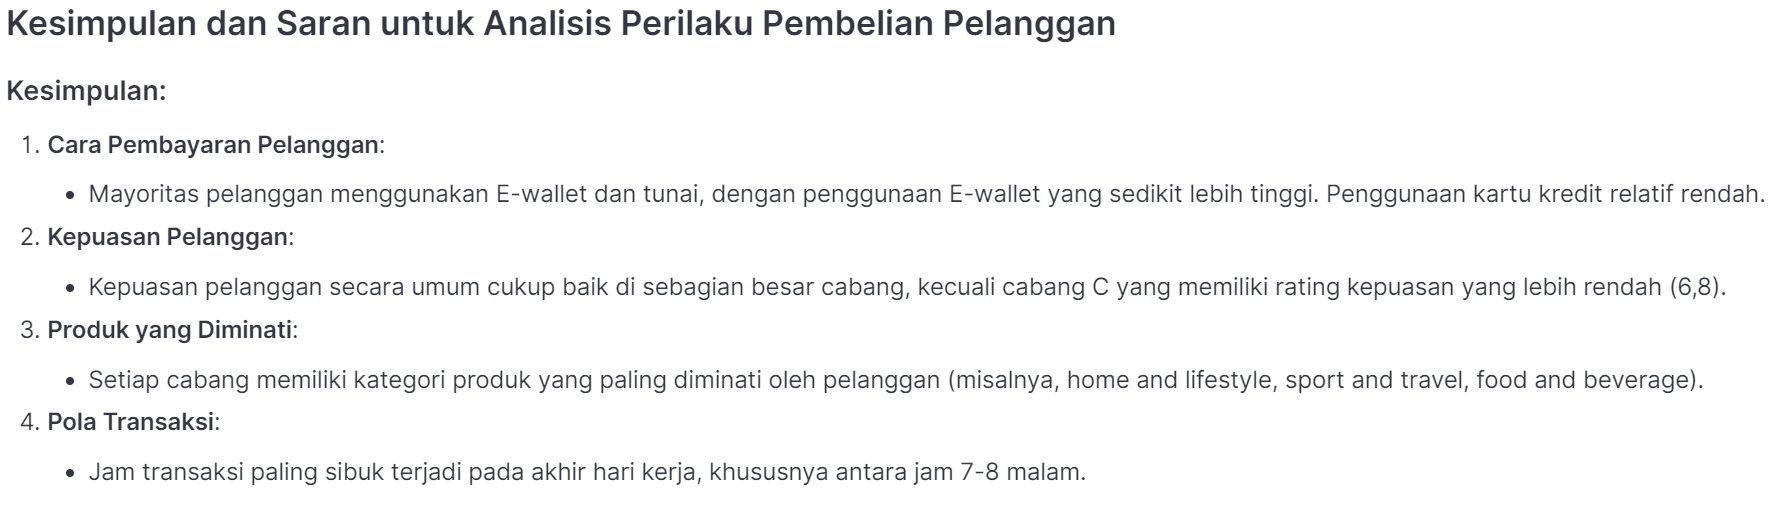 Kesimpulan dan Saran untuk Analisis Perilaku Pembelian Pelanggan
Kesimpulan:
1. Cara Pembayaran Pelanggan:
• Mayoritas pelanggan menggunakan E-wallet dan tunai, dengan penggunaan E-wallet yang sedikit lebih tinggi. Penggunaan kartu kredit relatif rendah.
2. Kepuasan Pelanggan:
• Kepuasan pelanggan secara umum cukup baik di sebagian besar cabang, kecuali cabang C yang memiliki rating kepuasan yang lebih rendah (6,8).
3. Produk yang Diminati:
• Setiap cabang memiliki kategori produk yang paling diminati oleh pelanggan (misalnya, home and lifestyle, sport and travel, food and beverage).
4. Pola Transaksi:
• Jam transaksi paling sibuk terjadi pada akhir hari kerja, khususnya antara jam 7-8 malam.